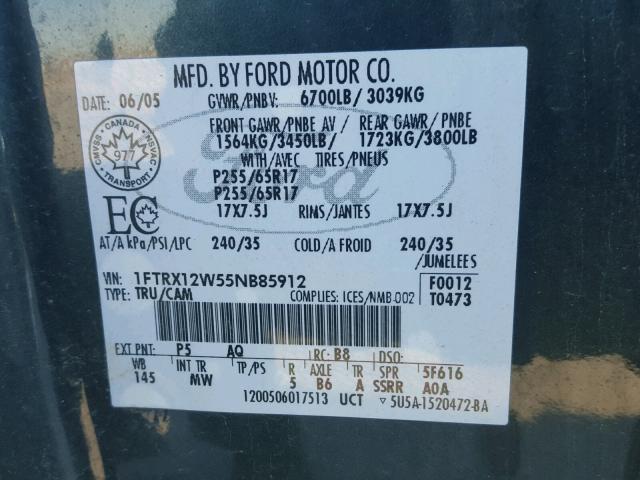 MFD. BY FORD MOTOR CO.
DATE: 06/05 GVWR/PNBV: 6700LB / 3039KG
FRONT GAWR/PNBE AV / REAR GAWR / PNBE
1564KG/3450LB / 1723KG/3800LB
WITH/AVEC TIRES/PNEUS
P255/65R17
P255/65R17
17X7.5J RINS/JANTES 17X7.5J
CMVSS • CANADA • NSVAC
977
TRANSPORT
Ford
EC
AT/A kPa/PSI/LPC 240/35 COLD/A FROID 240/35
/JUMELEES
VIN: 1FTRX12W55NB85912 F0012
TYPE: TRU/CAM COMPLIES: ICES/NMB-002 T0473
EXT PNT: P5 AQ RC: B8 DSO:
WB INT TR TP/PS R AXLE TR SPR 5F616
145 MW 5 B6 A SSRR A0A
1200506017513 UCT ▽ 5U5A-1520472-BA